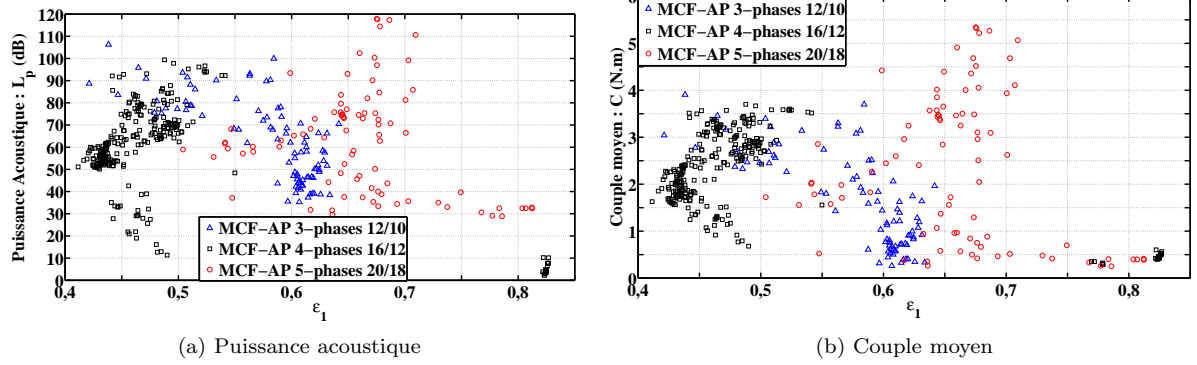 Puissance Acoustique : L_p (dB)
120
110
100
90
80
70
60
50
40
30
20
10
0
MCF-AP 3-phases 12/10
MCF-AP 4-phases 16/12
MCF-AP 5-phases 20/18
0,4 0,5 0,6 0,7 0,8
ε_1
(a) Puissance acoustique
Couple moyen : C (N.m)
6
5
4
3
2
1
0
MCF-AP 3-phases 12/10
MCF-AP 4-phases 16/12
MCF-AP 5-phases 20/18
0,4 0,5 0,6 0,7 0,8
ε_1
(b) Couple moyen